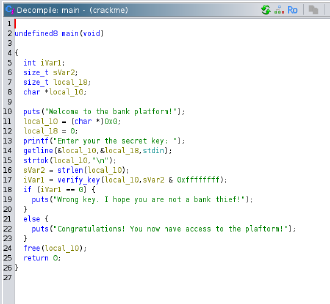 Decompile: main - (crackme)
1
2 undefined8 main(void)
3
4 {
5 int iVar1;
6 size_t sVar2;
7 size_t local_18;
8 char *local_10;
9
10 puts("Welcome to the bank platform!");
11 local_10 = (char *)0x0;
12 local_18 = 0;
13 printf("Enter your the secret key: ");
14 getline(&local_10,&local_18,stdin);
15 strtok(local_10,"\n");
16 sVar2 = strlen(local_10);
17 iVar1 = verify_key(local_10,sVar2 & 0xffffffff);
18 if (iVar1 == 0) {
19 puts("Wrong key. I hope you are not a bank thief!");
20 }
21 else {
22 puts("Congratulations! You now have access to the plaftorm!");
23 }
24 free(local_10);
25 return 0;
26 }
27